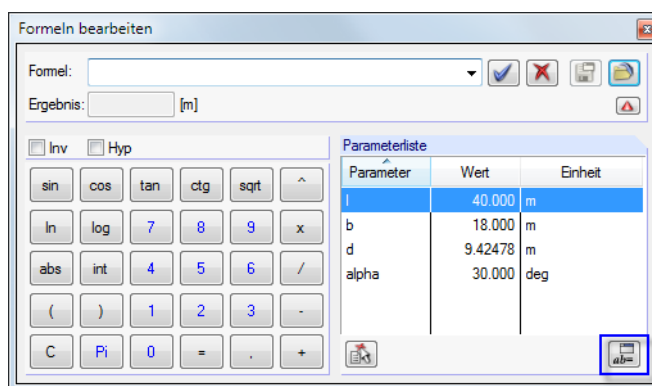 Formeln bearbeiten
Formel:
Ergebnis: [m]
Inv Hyp
sin cos tan ctg sqrt ^
ln log 7 8 9 x
abs int 4 5 6 /
( ) 1 2 3 -
C Pi 0 = . +
Parameterliste
Parameter Wert Einheit
l 40.000 m
b 18.000 m
d 9.42478 m
alpha 30.000 deg
ab=